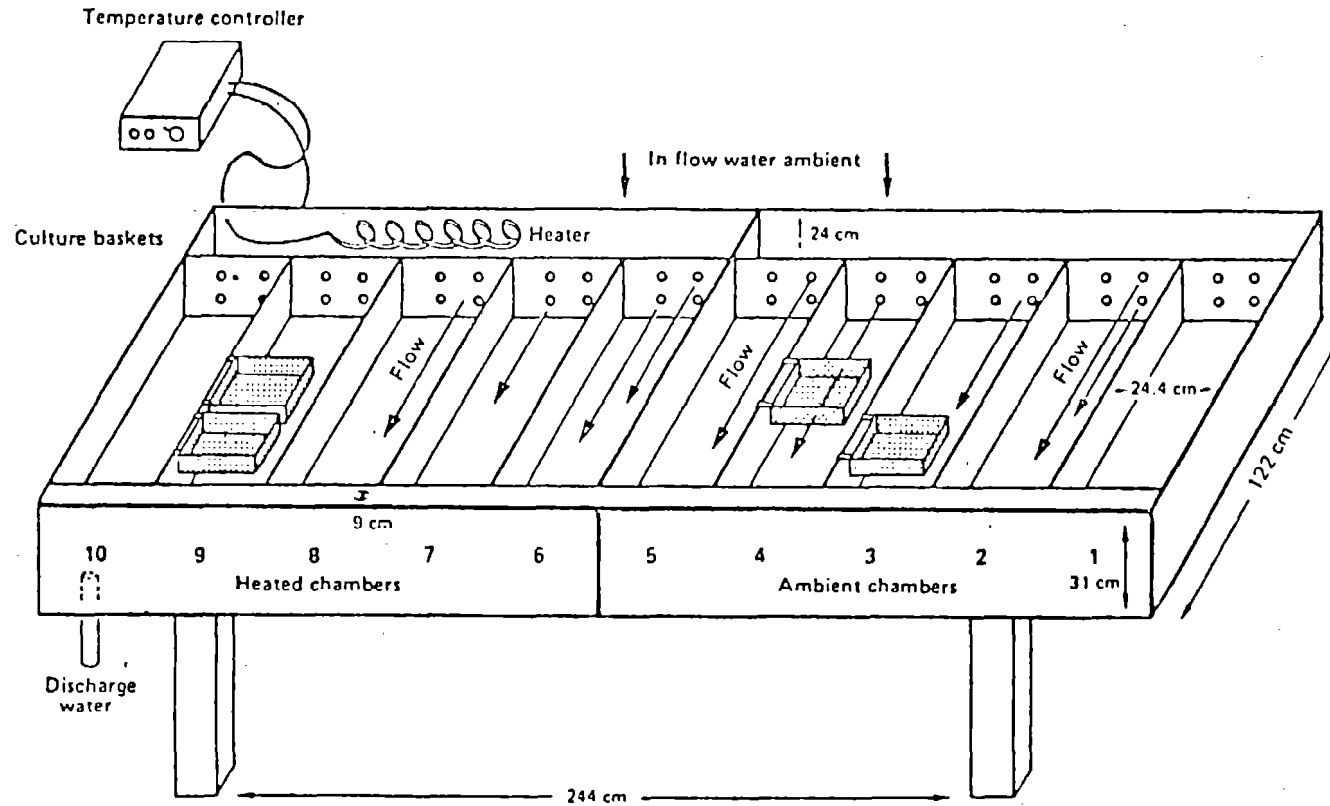 Temperature controller
In flow water ambient
Culture baskets
Heater
24 cm
Flow
Flow
Flow
24.4 cm
122 cm
9 cm
10 9 8 7 6 5 4 3 2 1
Heated chambers
Ambient chambers
31 cm
Discharge
water
244 cm